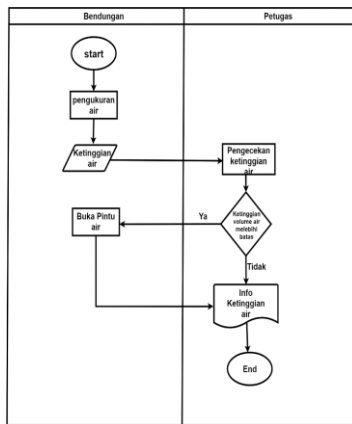 Bendungan
Petugas
start
pengukuran
air
Ketinggian
air
Pengecekan
ketinggian
air
Ketinggian
volume air
melebihi
batas
Ya
Buka Pintu
air
Tidak
Info
Ketinggian
air
End